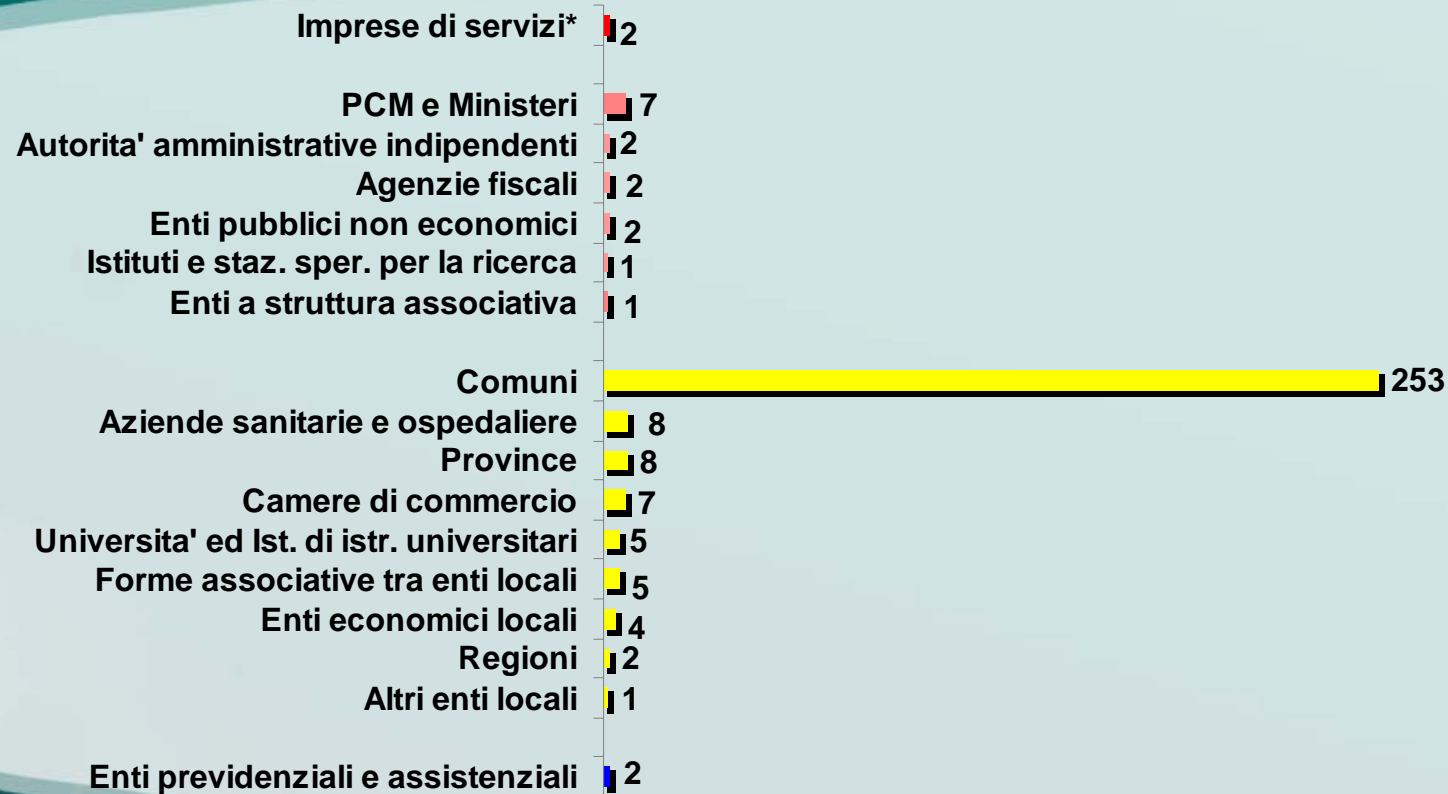 Imprese di servizi* 2
PCM e Ministeri 7
Autorita' amministrative indipendenti 2
Agenzie fiscali 2
Enti pubblici non economici 2
Istituti e staz. sper. per la ricerca 1
Enti a struttura associativa 1
Comuni 253
Aziende sanitarie e ospedaliere 8
Province 8
Camere di commercio 7
Universita' ed Ist. di istr. universitari 5
Forme associative tra enti locali 5
Enti economici locali 4
Regioni 2
Altri enti locali 1
Enti previdenziali e assistenziali 2